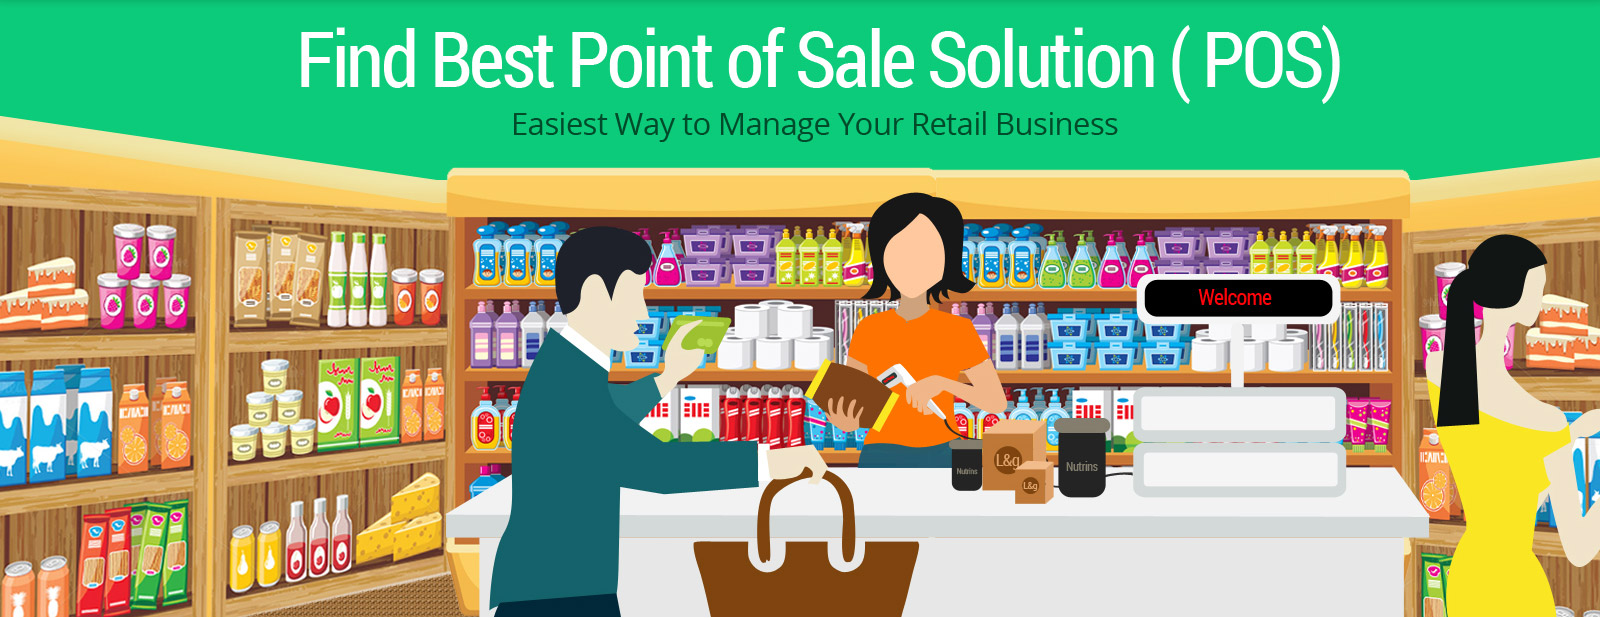 Find Best Point of Sale Solution ( POS)
Easiest Way to Manage Your Retail Business
Welcome
L&g
Nutrins
Nutrins
L&g